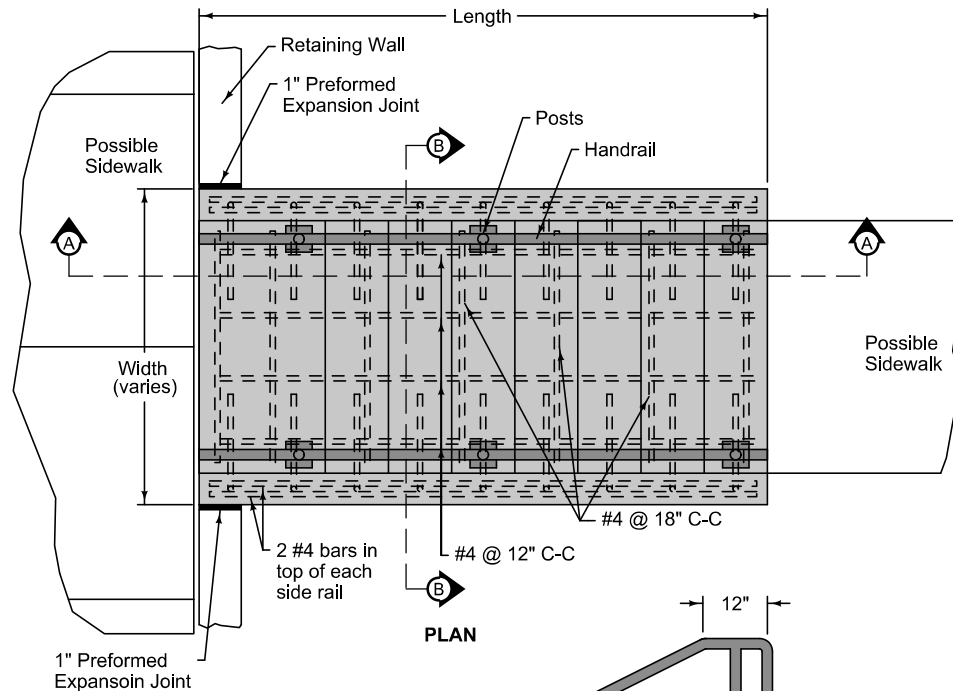 Length
Retaining Wall
1" Preformed
Expansion Joint
B
Posts
Handrail
Possible
Sidewalk
A
A
Width
(varies)
Possible
Sidewalk
#4 @ 18" C-C
2 #4 bars in
top of each
side rail
#4 @ 12" C-C
B
PLAN
12"
1" Preformed
Expansoin Joint